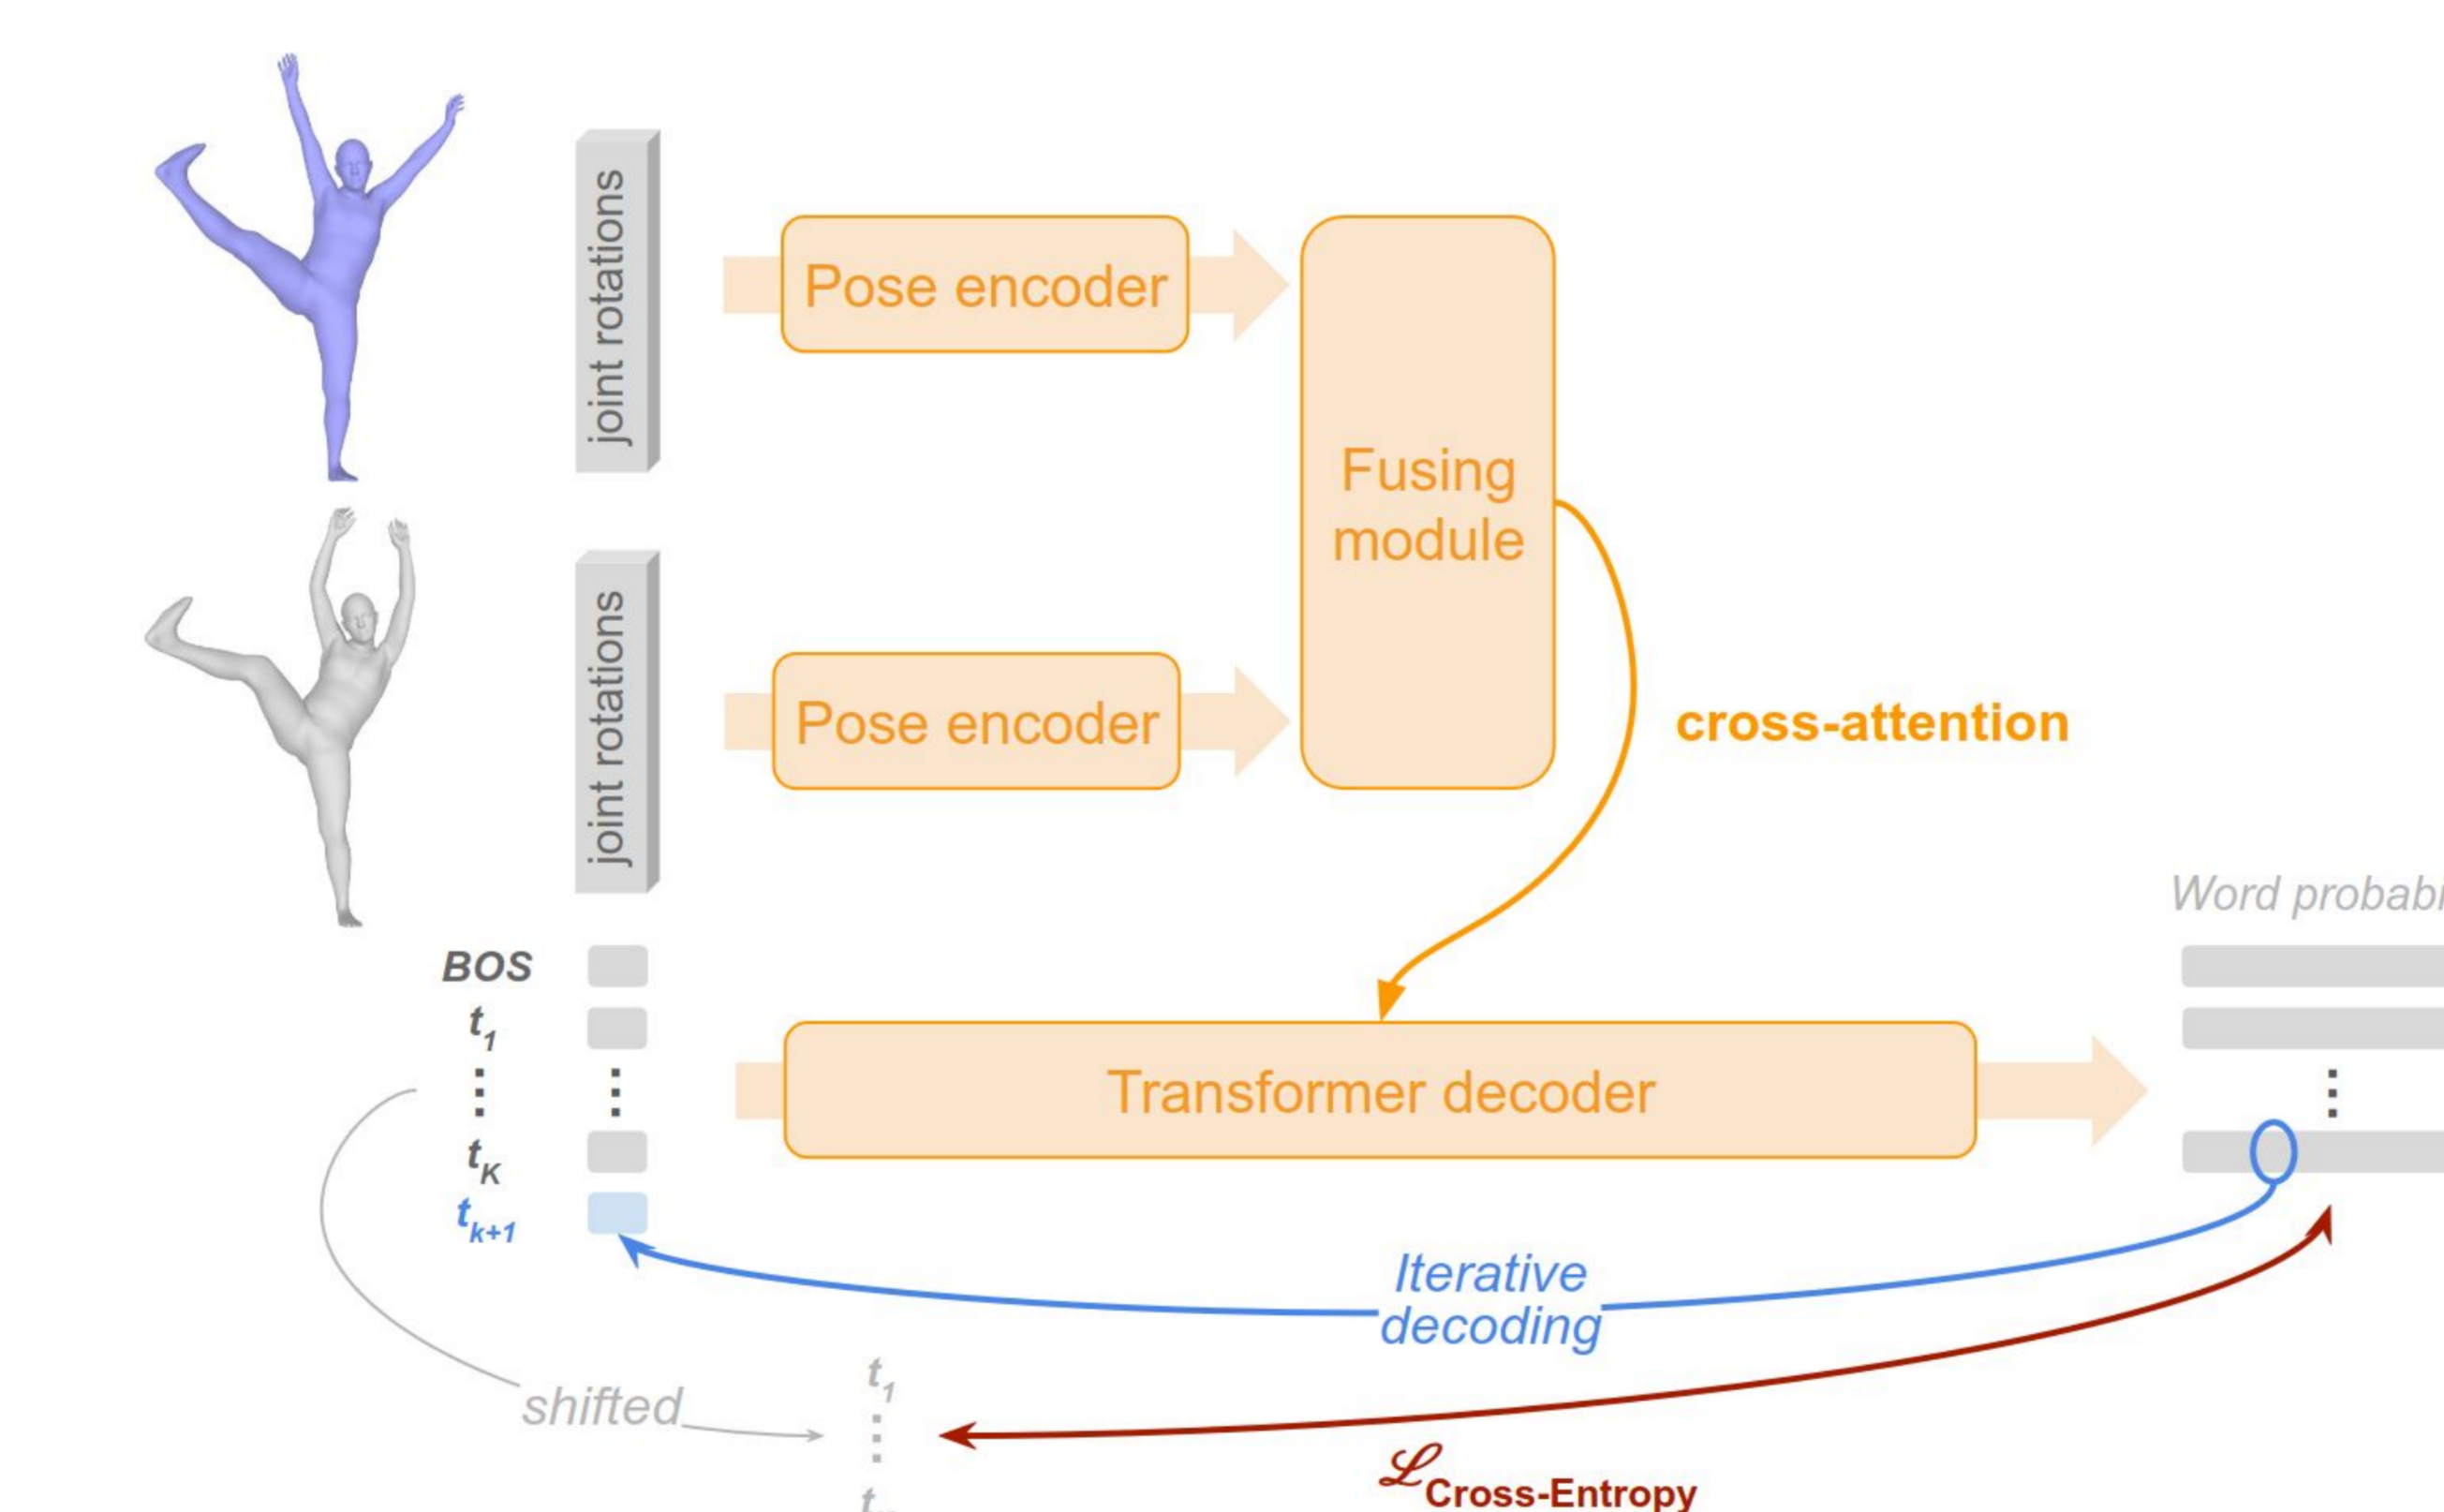 joint rotations
Pose encoder
Fusing
module
joint rotations
Pose encoder
cross-attention
Word
BOS
t1
⋮
tK
tk+1
Transformer decoder
Iterative
decoding
shifted
t1
⋮
ℒCross-Entropy